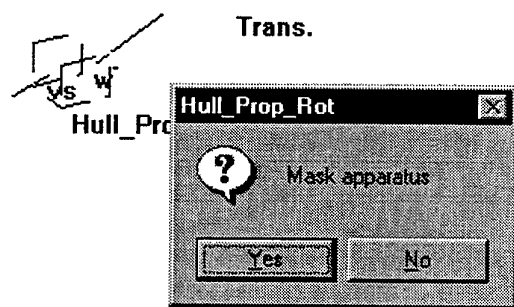 Trans.
vs w
Hull_Pro
Hull_Prop_Rot
Mask apparatus
Yes No